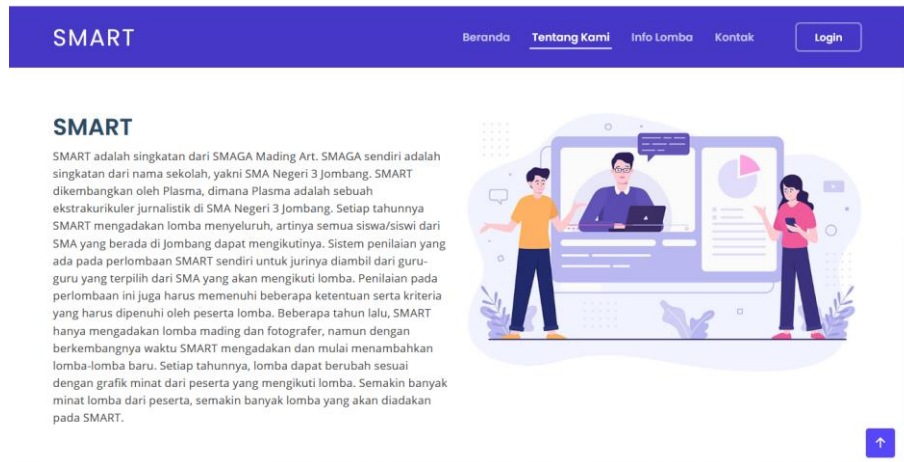 SMART
Beranda Tentang Kami Info Lomba Kontak Login
SMART
SMART adalah singkatan dari SMAGA Mading Art. SMAGA sendiri adalah
singkatan dari nama sekolah, yakni SMA Negeri 3 Jombang. SMART
dikembangkan oleh Plasma, dimana Plasma adalah sebuah
ekstrakurikuler jurnalistik di SMA Negeri 3 Jombang. Setiap tahunnya
SMART mengadakan lomba menyeluruh, artinya semua siswa/siswi dari
SMA yang berada di Jombang dapat mengikutinya. Sistem penilaian yang
ada pada perlombaan SMART sendiri untuk jurinya diambil dari guru-
guru yang terpilih dari SMA yang akan mengikuti lomba. Penilaian pada
perlombaan ini juga harus memenuhi beberapa ketentuan serta kriteria
yang harus dipenuhi oleh peserta lomba. Beberapa tahun lalu, SMART
hanya mengadakan lomba mading dan fotografer, namun dengan
berkembangnya waktu SMART mengadakan dan mulai menambahkan
lomba-lomba baru. Setiap tahunnya, lomba dapat berubah sesuai
dengan grafik minat dari peserta yang mengikuti lomba. Semakin banyak
minat lomba dari peserta, semakin banyak lomba yang akan diadakan
pada SMART.